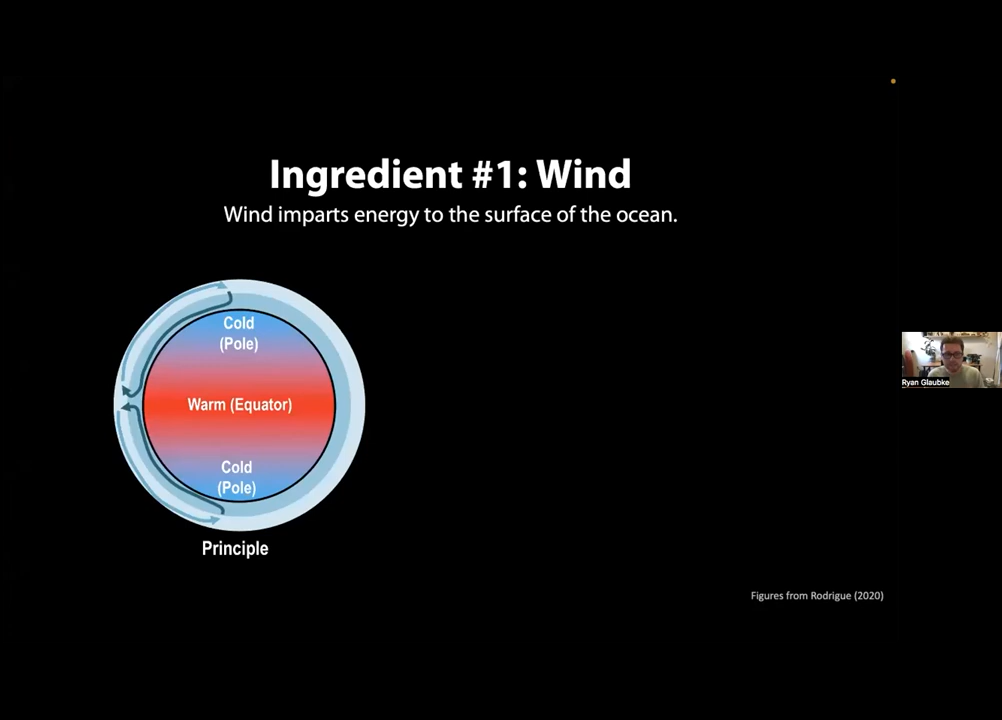 Ingredient #1: Wind
Wind imparts energy to the surface of the ocean.
Cold
(Pole)
Warm (Equator)
Cold
(Pole)
Principle
Ryan Glaubke
Figures from Rodrigue (2020)